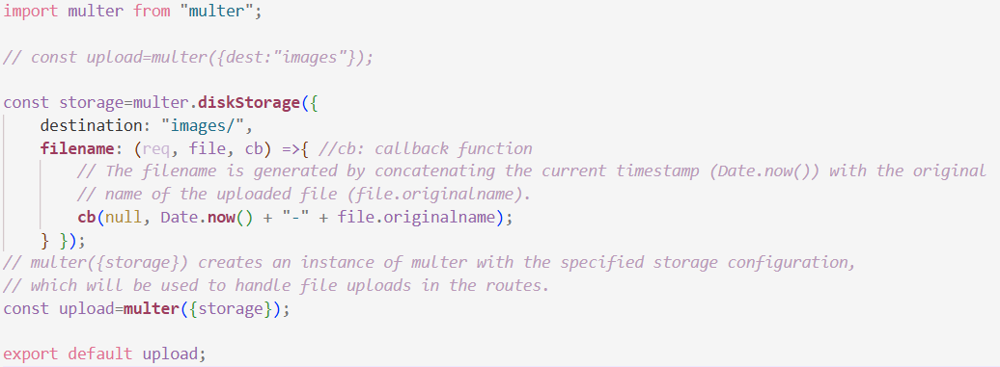 import multer from "multer";
// const upload=multer({dest:"images"});
const storage=multer.diskStorage({
    destination: "images/",
    filename: (req, file, cb) =>{ //cb: callback function
        // The filename is generated by concatenating the current timestamp (Date.now()) with the original
        // name of the uploaded file (file.originalname).
        cb(null, Date.now() + "-" + file.originalname);
    } });
// multer({storage}) creates an instance of multer with the specified storage configuration,
// which will be used to handle file uploads in the routes.
const upload=multer({storage});
export default upload;